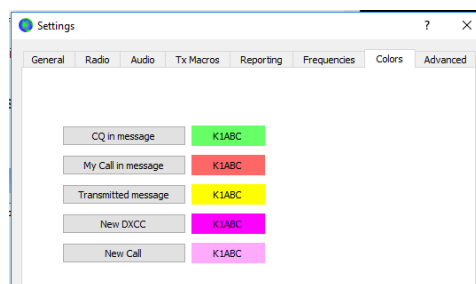 Settings ? X
General Radio Audio Tx Macros Reporting Frequencies Colors Advanced
CQ in message K1ABC
My Call in message K1ABC
Transmitted message K1ABC
New DXCC K1ABC
New Call K1ABC